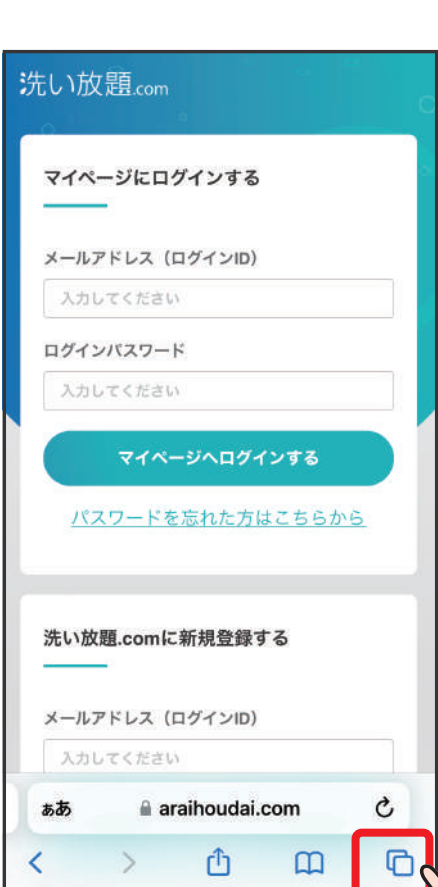 洗い放題.com
マイページにログインする
メールアドレス（ログインID）
入力してください
ログインパスワード
入力してください
マイページへログインする
パスワードを忘れた方はこちらから
洗い放題.comに新規登録する
メールアドレス（ログインID）
入力してください
ぁあ araihoudai.com